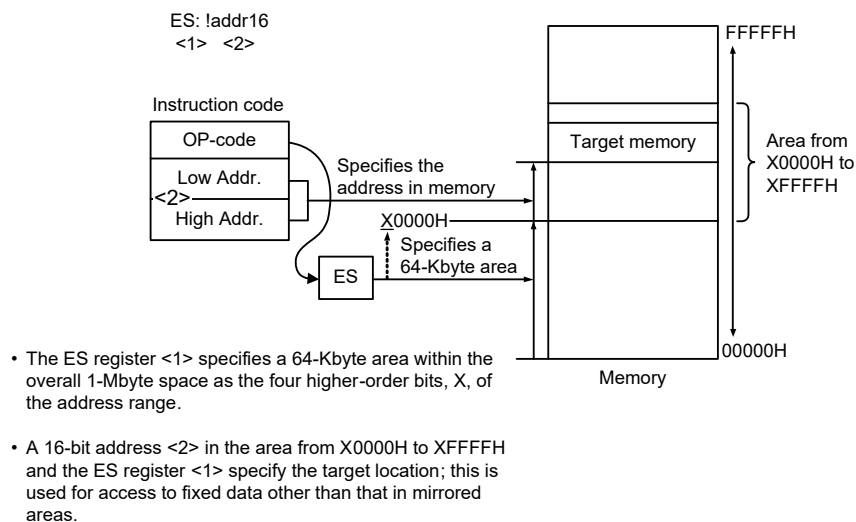 ES: !addr16
<1> <2>
FFFFFH
Instruction code
OP-code
Low Addr.
<2>
High Addr.
Specifies the
address in memory
Target memory
Area from
X0000H to
XFFFFH
X0000H
Specifies a
64-Kbyte area
ES
00000H
Memory
• The ES register <1> specifies a 64-Kbyte area within the
overall 1-Mbyte space as the four higher-order bits, X, of
the address range.
• A 16-bit address <2> in the area from X0000H to XFFFFH
and the ES register <1> specify the target location; this is
used for access to fixed data other than that in mirrored
areas.